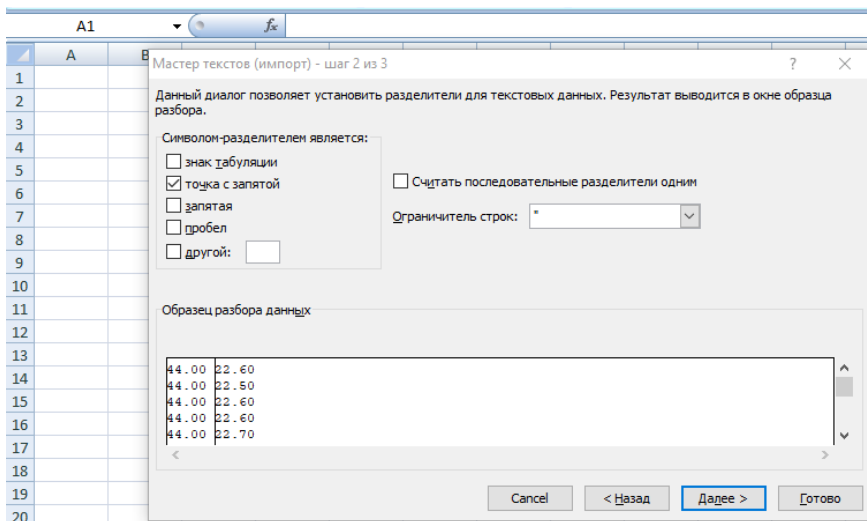 A1
fx
A B
Мастер текстов (импорт) - шаг 2 из 3
? ×
Данный диалог позволяет установить разделители для текстовых данных. Результат выводится в окне образца
разбора.
Символом-разделителем является:
знак табуляции
точка с запятой
запятая
пробел
другой:
Считать последовательные разделители одним
Ограничитель строк: "
Образец разбора данных
44.00 22.60
44.00 22.50
44.00 22.60
44.00 22.60
44.00 22.70
Cancel
< Назад
Далее >
Готово
1
2
3
4
5
6
7
8
9
10
11
12
13
14
15
16
17
18
19
20